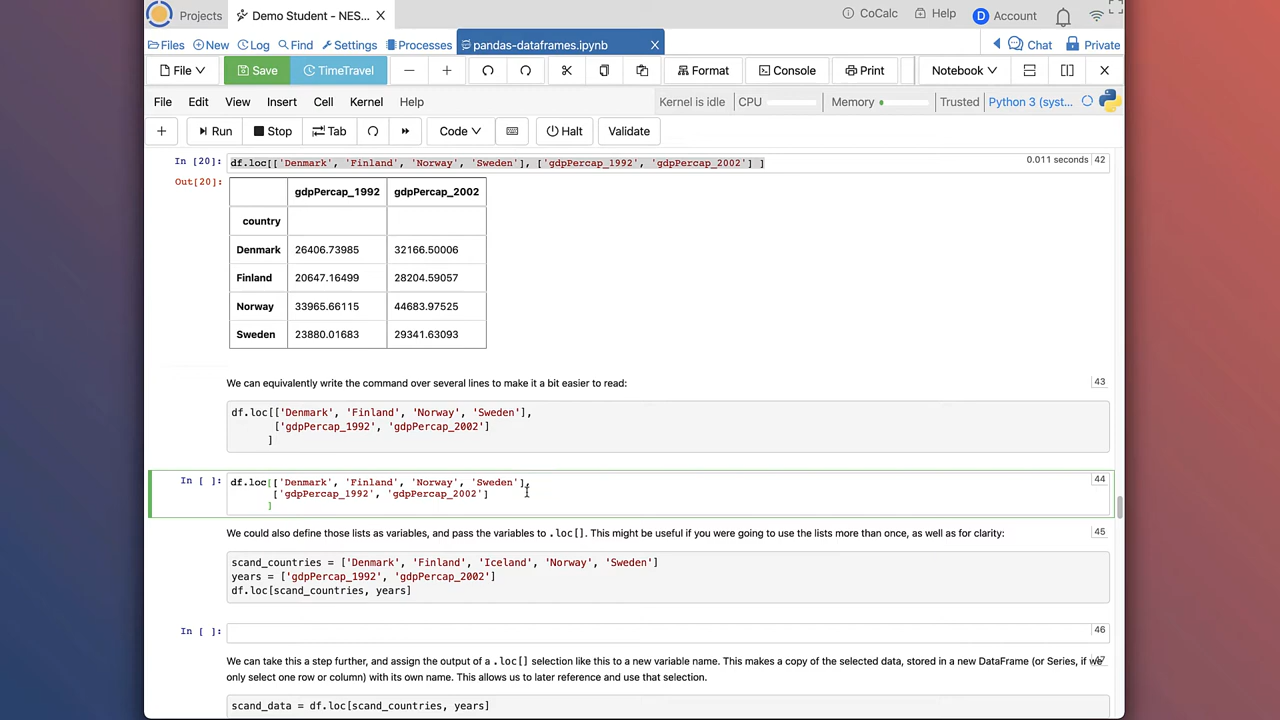 Projects
Demo Student - NES...
CoCalc
Help
Account
Files
New
Log
Find
Settings
Processes
pandas-dataframes.ipynb
Chat
Private
File
Save
TimeTravel
Format
Console
Print
Notebook
File Edit View Insert Cell Kernel Help
Kernel is idle
CPU
Memory
Trusted
Python 3 (syst...
Run
Stop
Tab
Code
Halt
Validate
In [20]: df.loc[['Denmark', 'Finland', 'Norway', 'Sweden'], ['gdpPercap_1992', 'gdpPercap_2002'] ]
0.011 seconds 42
Out[20]:
gdpPercap_1992 gdpPercap_2002
country
Denmark 26406.73985 32166.50006
Finland 20647.16499 28204.59057
Norway 33965.66115 44683.97525
Sweden 23880.01683 29341.63093
We can equivalently write the command over several lines to make it a bit easier to read:
43
df.loc[['Denmark', 'Finland', 'Norway', 'Sweden'],
['gdpPercap_1992', 'gdpPercap_2002']
]
In [ ]: df.loc[['Denmark', 'Finland', 'Norway', 'Sweden'],
44
['gdpPercap_1992', 'gdpPercap_2002']
]
We could also define those lists as variables, and pass the variables to .loc[]. This might be useful if you were going to use the lists more than once, as well as for clarity:
45
scand_countries = ['Denmark', 'Finland', 'Iceland', 'Norway', 'Sweden']
years = ['gdpPercap_1992', 'gdpPercap_2002']
df.loc[scand_countries, years]
In [ ]:
46
We can take this a step further, and assign the output of a .loc[] selection like this to a new variable name. This makes a copy of the selected data, stored in a new DataFrame (or Series, if we
47
only select one row or column) with its own name. This allows us to later reference and use that selection.
scand_data = df.loc[scand_countries, years]